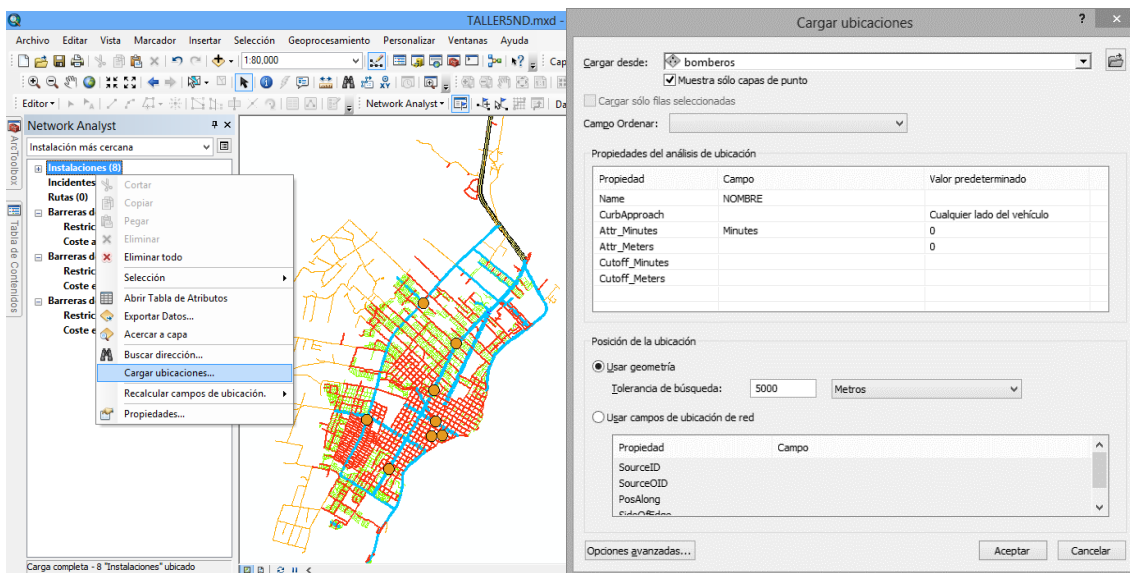 TALLER5ND.mxd -
Archivo Editar Vista Marcador Insertar Selección Geoprocesamiento Personalizar Ventanas Ayuda
1:80,000
Editor
Network Analyst
Network Analyst
Instalación más cercana
ArcToolbox
Tabla de Contenidos
Instalaciones (8)
Incidentes
Rutas (0)
Barreras d
Restric
Coste a
Barreras d
Restric
Coste e
Barreras d
Restric
Coste e
Cortar
Copiar
Pegar
Eliminar
Eliminar todo
Selección
Abrir Tabla de Atributos
Exportar Datos...
Acercar a capa
Buscar dirección...
Cargar ubicaciones...
Recalcular campos de ubicación.
Propiedades...
Carga completa - 8 "Instalaciones" ubicado
Cargar ubicaciones
Cargar desde: bomberos
Muestra sólo capas de punto
Cargar sólo filas seleccionadas
Campo Ordenar:
Propiedades del análisis de ubicación
Propiedad Campo Valor predeterminado
Name NOMBRE
CurbApproach Cualquier lado del vehículo
Attr_Minutes Minutes 0
Attr_Meters 0
Cutoff_Minutes
Cutoff_Meters
Posición de la ubicación
Usar geometría
Tolerancia de búsqueda: 5000 Metros
Usar campos de ubicación de red
Propiedad Campo
SourceID
SourceOID
PosAlong
SideOfEdge
Opciones avanzadas... Aceptar Cancelar